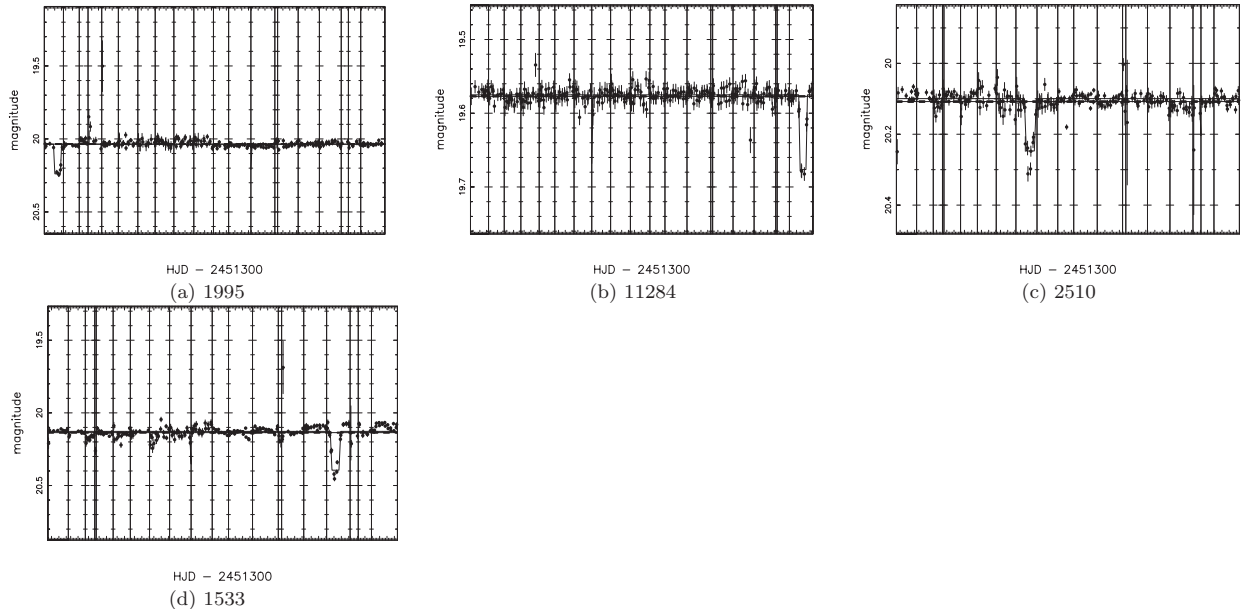 magnitude
19.5
20
20.5
HJD − 2451300
(a) 1995
magnitude
19.5
19.6
19.7
HJD − 2451300
(b) 11284
magnitude
20
20.2
20.4
HJD − 2451300
(c) 2510
magnitude
19.5
20
20.5
HJD − 2451300
(d) 1533